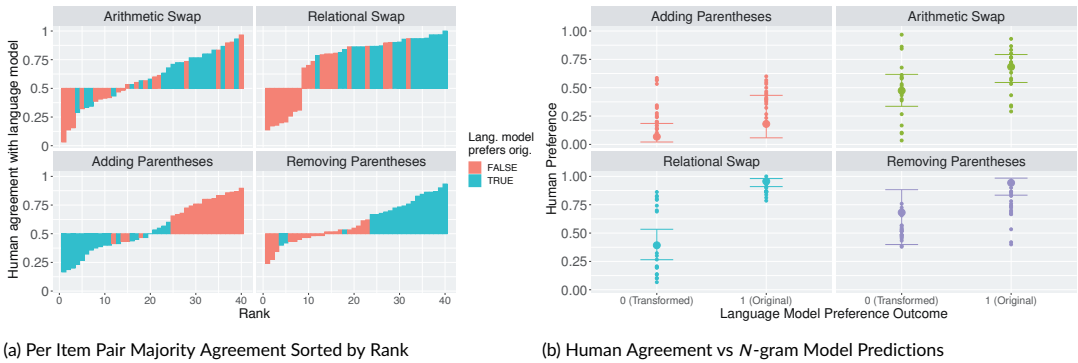 Arithmetic Swap
Relational Swap
1
0.75
0.5
0.25
0
Adding Parentheses
Removing Parentheses
1
0.75
0.5
0.25
0
0 10 20 30 40
0 10 20 30 40
Rank
Human agreement with language model
Lang. model
prefers orig.
FALSE
TRUE
(a) Per Item Pair Majority Agreement Sorted by Rank
Adding Parentheses
Arithmetic Swap
1.00
0.75
0.50
0.25
0.00
Relational Swap
Removing Parentheses
1.00
0.75
0.50
0.25
0.00
0 (Transformed) 1 (Original)
0 (Transformed) 1 (Original)
Language Model Preference Outcome
Human Preference
(b) Human Agreement vs N-gram Model Predictions